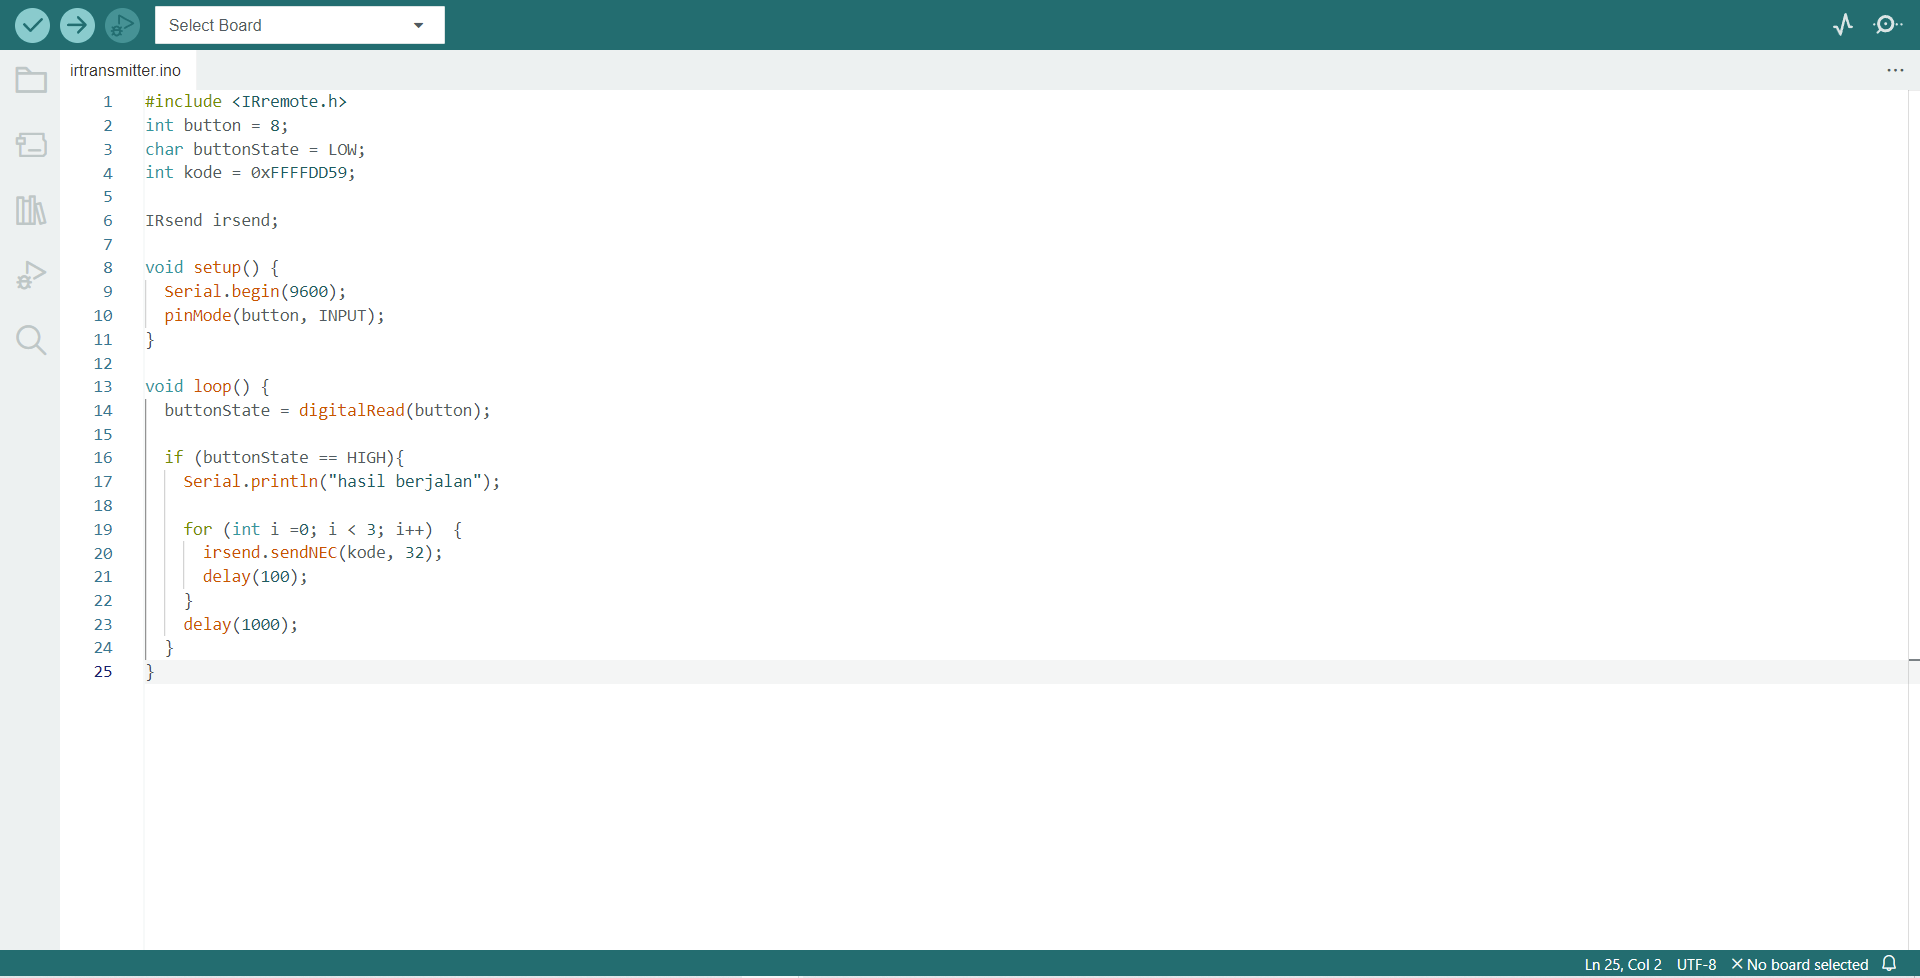 Select Board
irtransmitter.ino
1 #include <IRremote.h>
2 int button = 8;
3 char buttonState = LOW;
4 int kode = 0xFFFFDD59;
5
6 IRsend irsend;
7
8 void setup() {
9   Serial.begin(9600);
10   pinMode(button, INPUT);
11 }
12
13 void loop() {
14   buttonState = digitalRead(button);
15
16   if (buttonState == HIGH){
17     Serial.println("hasil berjalan");
18
19     for (int i =0; i < 3; i++)  {
20       irsend.sendNEC(kode, 32);
21       delay(100);
22     }
23     delay(1000);
24   }
25 }
Ln 25, Col 2 UTF-8 No board selected